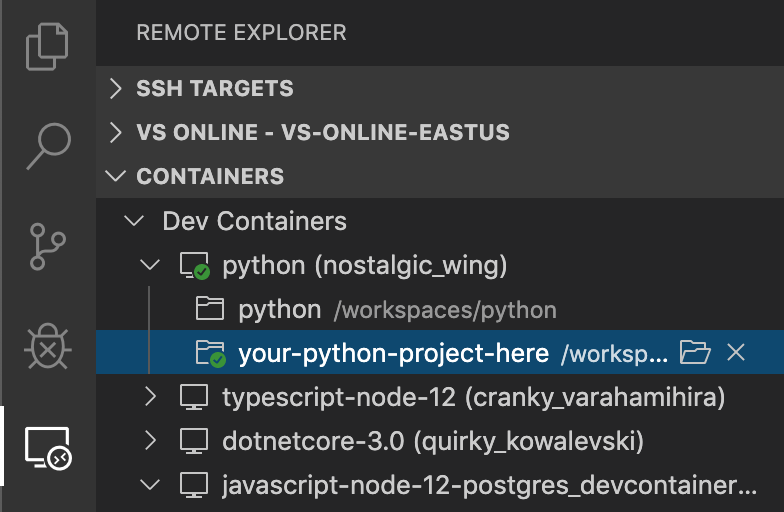 REMOTE EXPLORER
SSH TARGETS
VS ONLINE - VS-ONLINE-EASTUS
CONTAINERS
Dev Containers
python (nostalgic_wing)
python /workspaces/python
your-python-project-here /worksp...
typescript-node-12 (cranky_varahamihira)
dotnetcore-3.0 (quirky_kowalevski)
javascript-node-12-postgres_devcontainer...